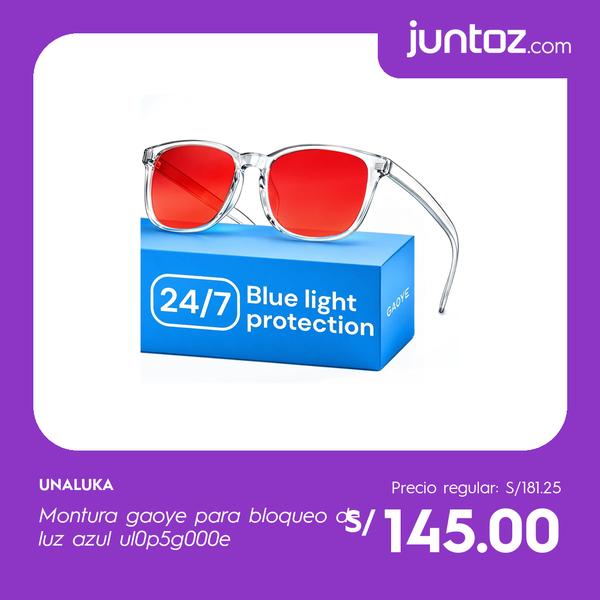 juntoz.com
24/7 Blue light
protection
GAOYE
UNALUKA
Montura gaoye para bloqueo de
luz azul ul0p5g000e
Precio regular: S/181.25
S/ 145.00